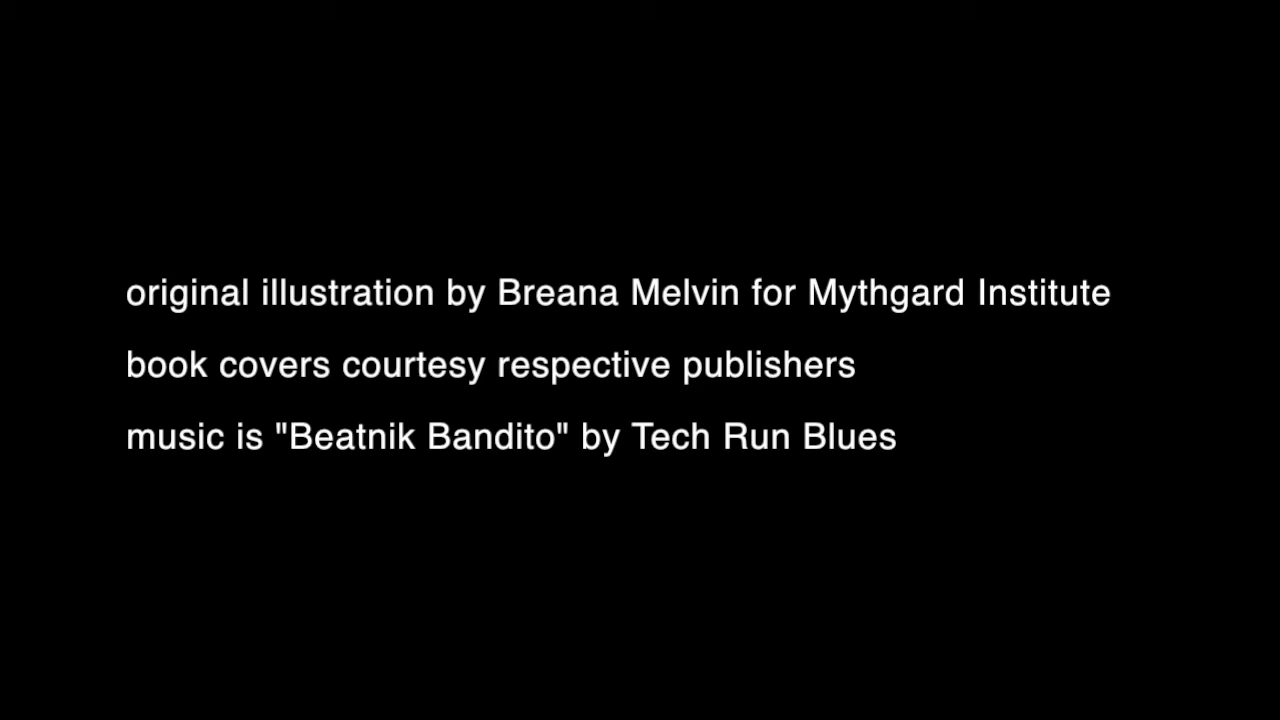 original illustration by Breana Melvin for Mythgard Institute
book covers courtesy respective publishers
music is "Beatnik Bandito" by Tech Run Blues